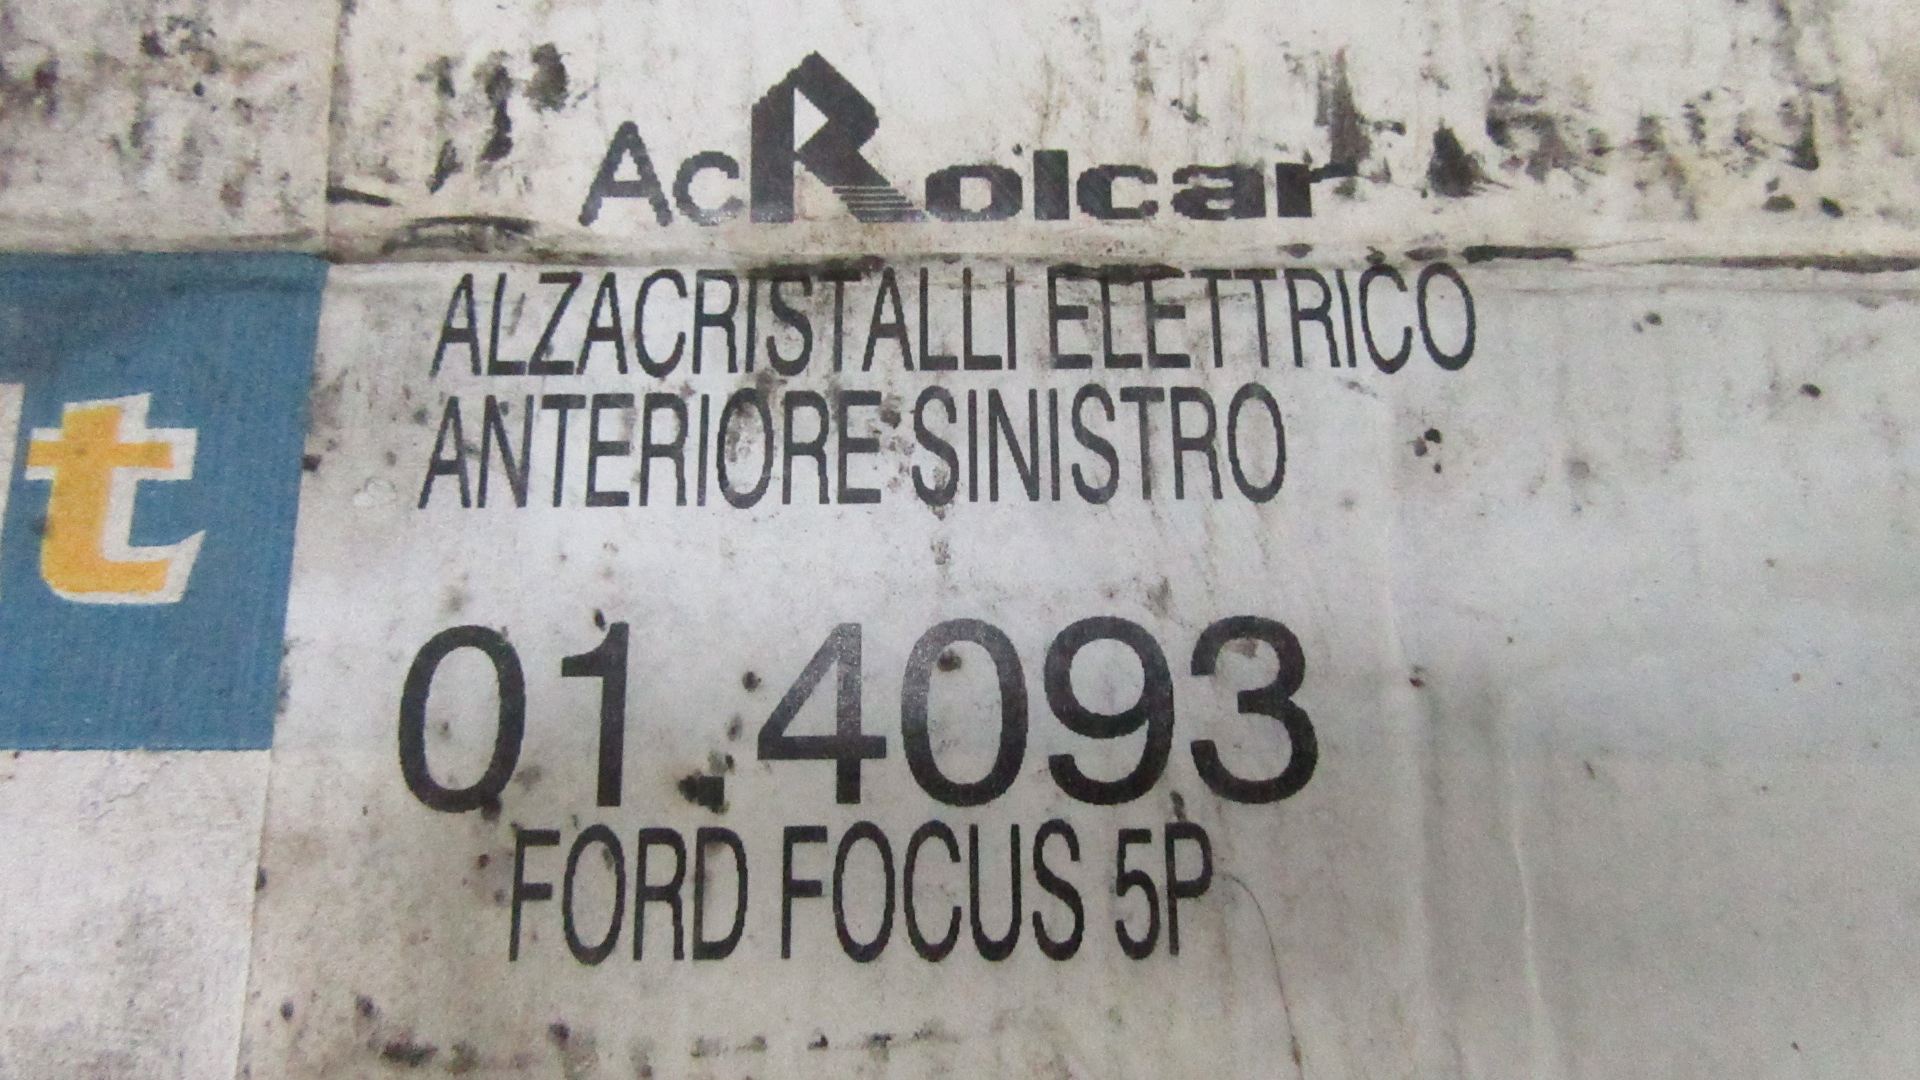 AcRolcar
ALZACRISTALLI ELETTRICO
ANTERIORE SINISTRO
t
01.4093
FORD FOCUS 5P